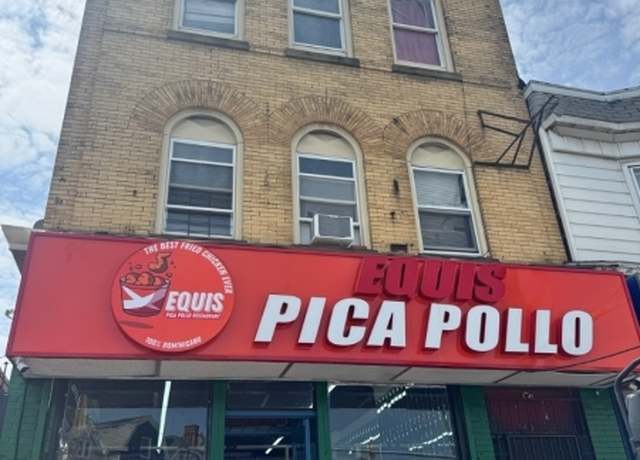 THE BEST FRIED CHICKEN EVER
EQUIS
PICA POLLO RESTAURANT
100% DOMINICANO
EQUIS
PICA POLLO